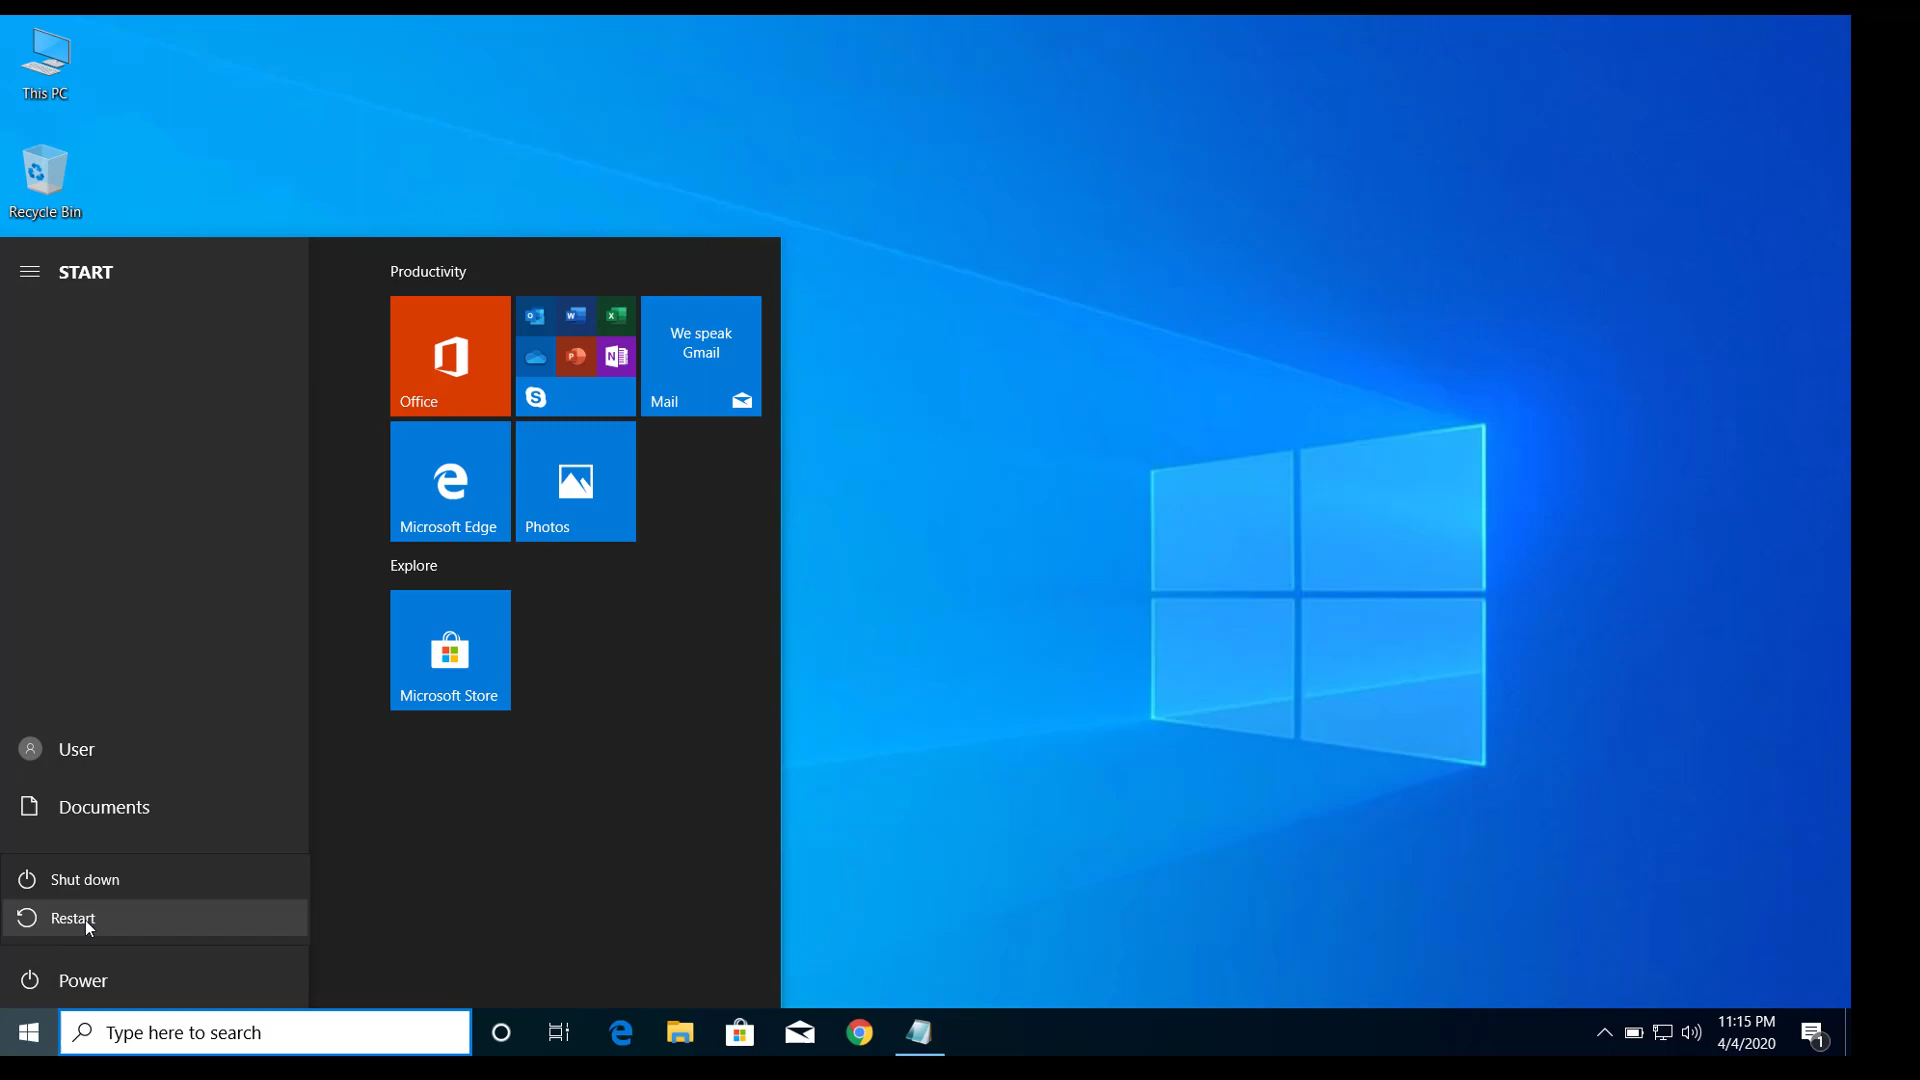 This PC
Recycle Bin
START
Productivity
O
W
X
We speak
Gmail
P
N
S
Office
Mail
Microsoft Edge
Photos
Explore
Microsoft Store
User
Documents
Shut down
Restart
Power
Type here to search
11:15 PM
4/4/2020
1